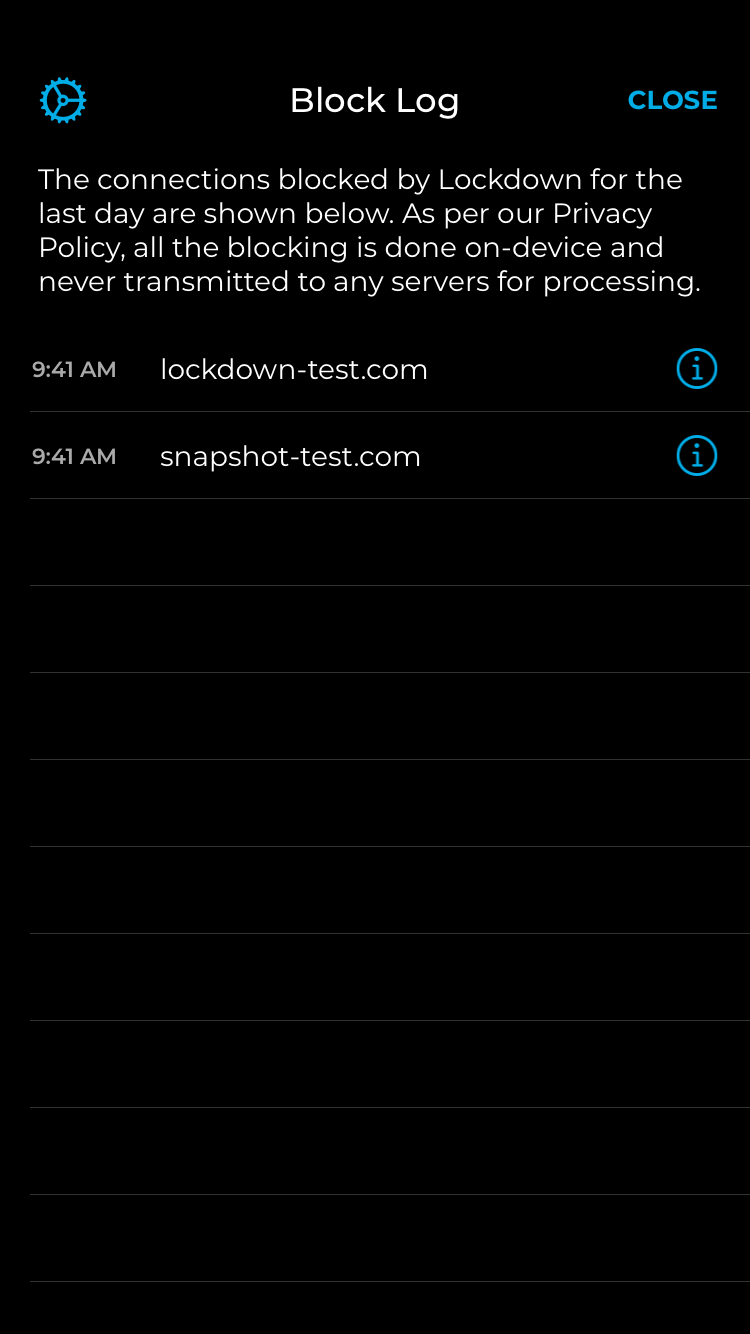 Block Log
CLOSE
The connections blocked by Lockdown for the
last day are shown below. As per our Privacy
Policy, all the blocking is done on-device and
never transmitted to any servers for processing.
9:41 AM lockdown-test.com
9:41 AM snapshot-test.com